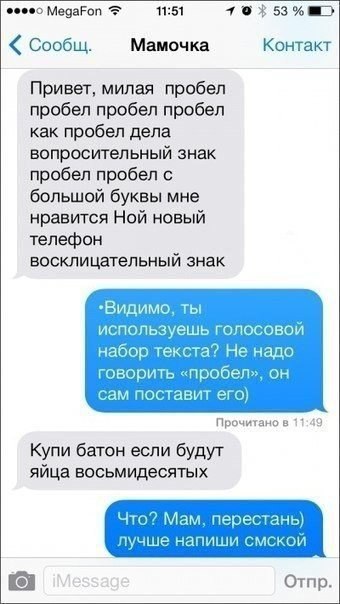 MegaFon 11:51 53 %
Сообщ. Мамочка Контакт
Привет, милая пробел
пробел пробел пробел
как пробел дела
вопросительный знак
пробел пробел с
большой буквы мне
нравится Ной новый
телефон
восклицательный знак
•Видимо, ты
используешь голосовой
набор текста? Не надо
говорить «пробел», он
сам поставит его)
Прочитано в 11:49
Купи батон если будут
яйца восьмидесятых
Что? Мам, перестань)
лучше напиши смской
iMessage Отпр.